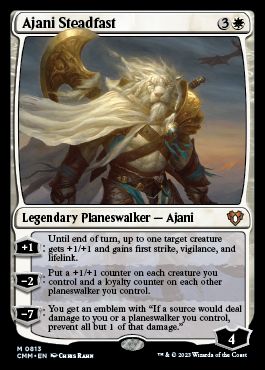 Ajani Steadfast 3
Legendary Planeswalker — Ajani
+1 : Until end of turn, up to one target creature
gets +1/+1 and gains first strike, vigilance, and
lifelink.
−2 : Put a +1/+1 counter on each creature you
control and a loyalty counter on each other
planeswalker you control.
−7 : You get an emblem with “If a source would deal
damage to you or a planeswalker you control,
prevent all but 1 of that damage.”
4
M 0813
CMM • EN Chris Rahn ™ & © 2023 Wizards of the Coast